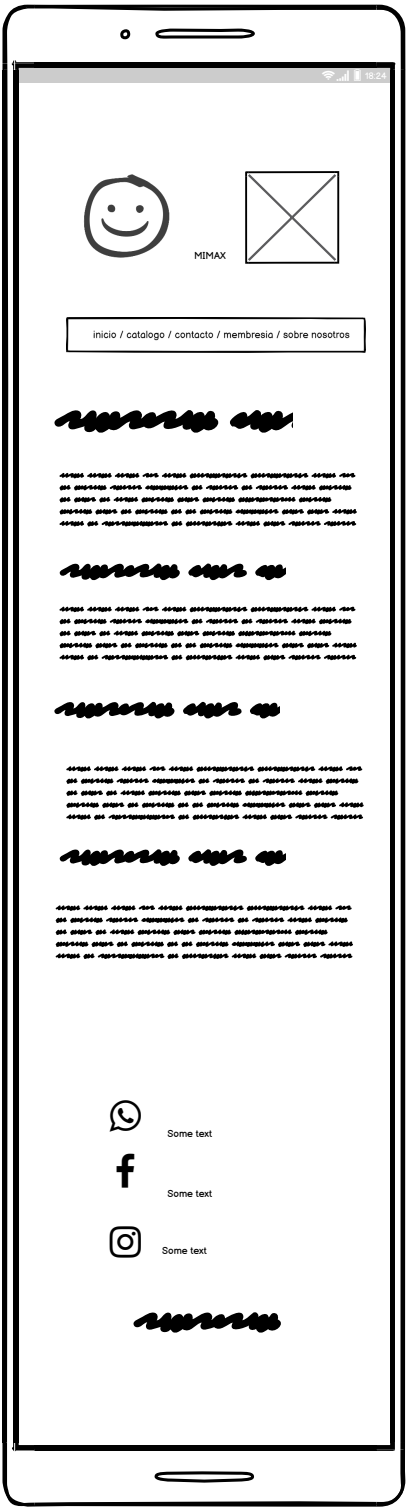 18:24
MIMAX
inicio / catalogo / contacto / membresia / sobre nosotros
Some text
Some text
Some text